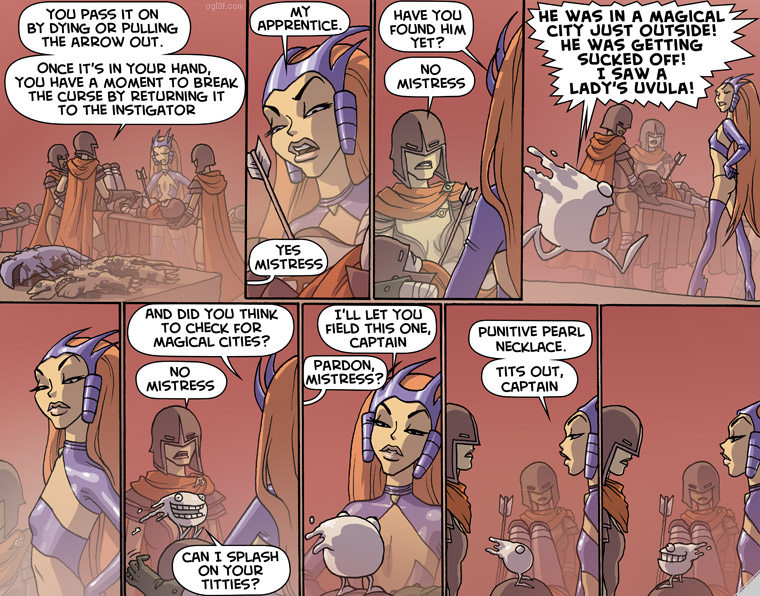 YOU PASS IT ON
BY DYING OR PULLING
THE ARROW OUT.
ONCE IT'S IN YOUR HAND,
YOU HAVE A MOMENT TO BREAK
THE CURSE BY RETURNING IT
TO THE INSTIGATOR
oglaf.com
MY
APPRENTICE.
YES
MISTRESS
HAVE YOU
FOUND HIM
YET?
NO
MISTRESS
HE WAS IN A MAGICAL
CITY JUST OUTSIDE!
HE WAS GETTING
SUCKED OFF!
I SAW A
LADY'S UVULA!
AND DID YOU THINK
TO CHECK FOR
MAGICAL CITIES?
NO
MISTRESS
CAN I SPLASH
ON YOUR
TITTIES?
I'LL LET YOU
FIELD THIS ONE,
CAPTAIN
PARDON,
MISTRESS?
PUNITIVE PEARL
NECKLACE.
TITS OUT,
CAPTAIN